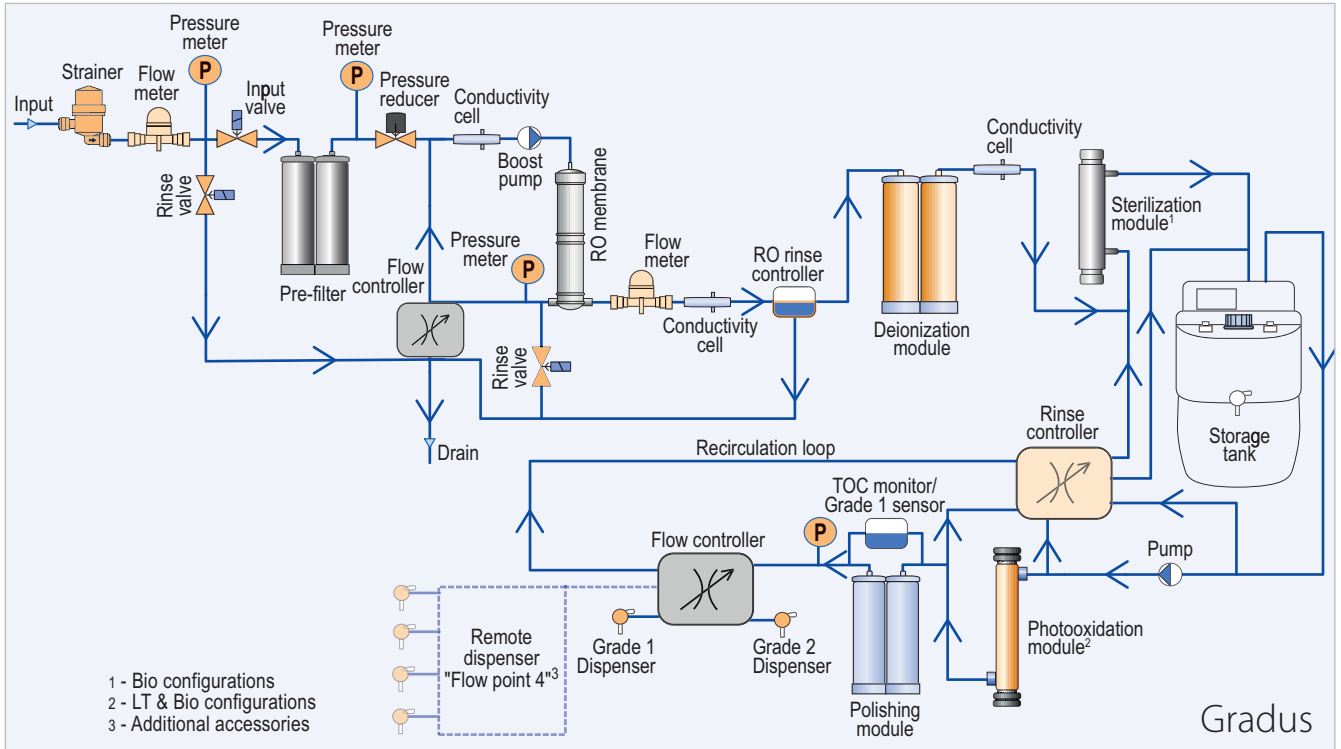 Pressure
meter
Strainer
Flow
meter
Input
P
Input
valve
Pressure
meter
P
Pressure
reducer
Conductivity
cell
Boost
pump
Rinse
valve
Pre-filter
RO membrane
Flow
controller
Pressure
meter
P
Flow
meter
Conductivity
cell
RO rinse
controller
Rinse
valve
Drain
Deionization
module
Conductivity
cell
Sterilization
module1
Storage
tank
Rinse
controller
Recirculation loop
TOC monitor/
Grade 1 sensor
P
Flow controller
Pump
Photooxidation
module2
Polishing
module
Grade 1
Dispenser
Grade 2
Dispenser
Remote
dispenser
"Flow point 4"3
1 - Bio configurations
2 - LT & Bio configurations
3 - Additional accessories
Gradus